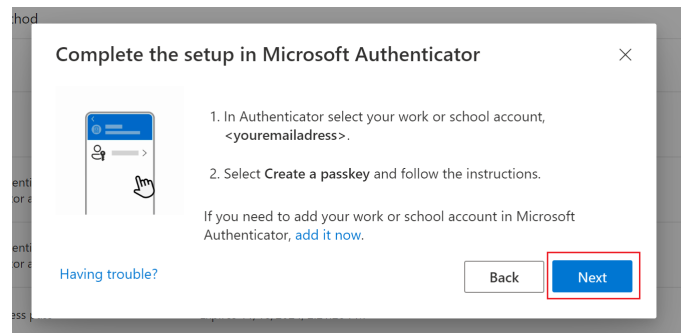 Complete the setup in Microsoft Authenticator
1. In Authenticator select your work or school account,
<youremailadress>.
2. Select Create a passkey and follow the instructions.
If you need to add your work or school account in Microsoft
Authenticator, add it now.
Having trouble?
Back
Next